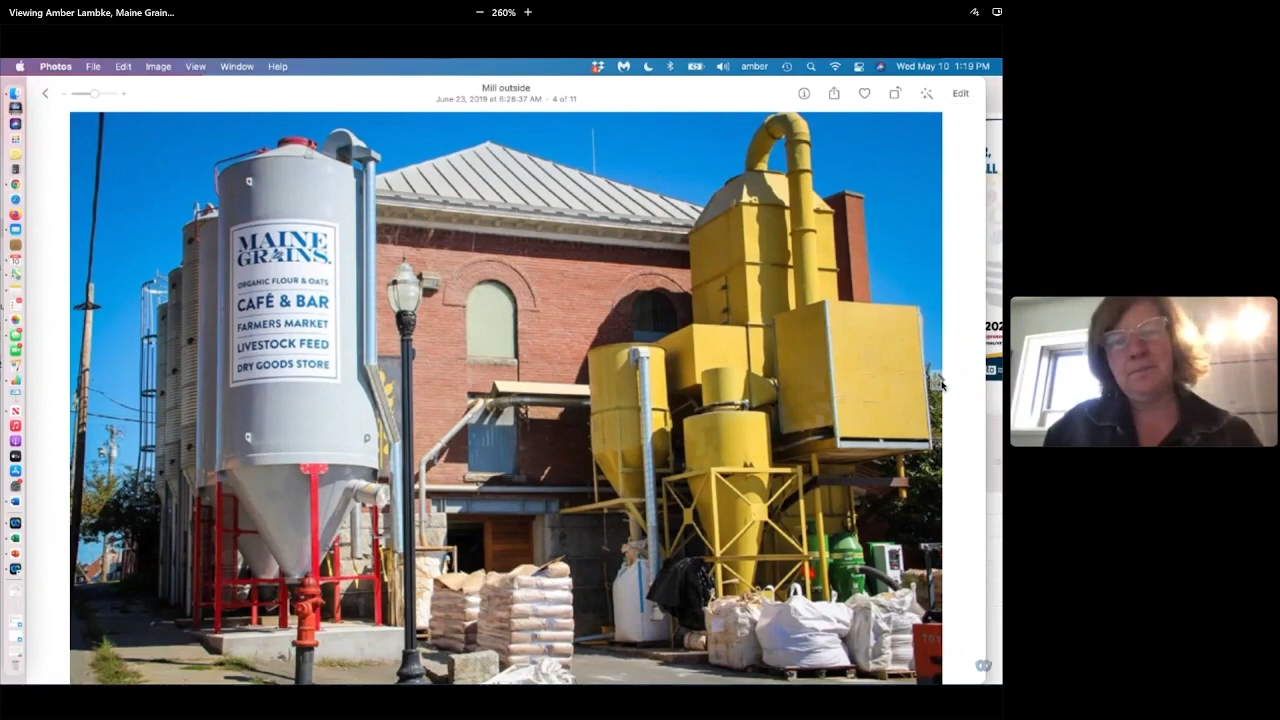 Viewing Amber Lambke, Maine Grain...
260%
Photos File Edit Image View Window Help
amber
Wed May 10 1:19 PM
Mill outside
June 23, 2019 at 8:28:37 AM - 4 of 11
Edit
MAINE
GRAINS.
ORGANIC FLOUR & OATS
CAFÉ & BAR
FARMERS MARKET
LIVESTOCK FEED
DRY GOODS STORE
202